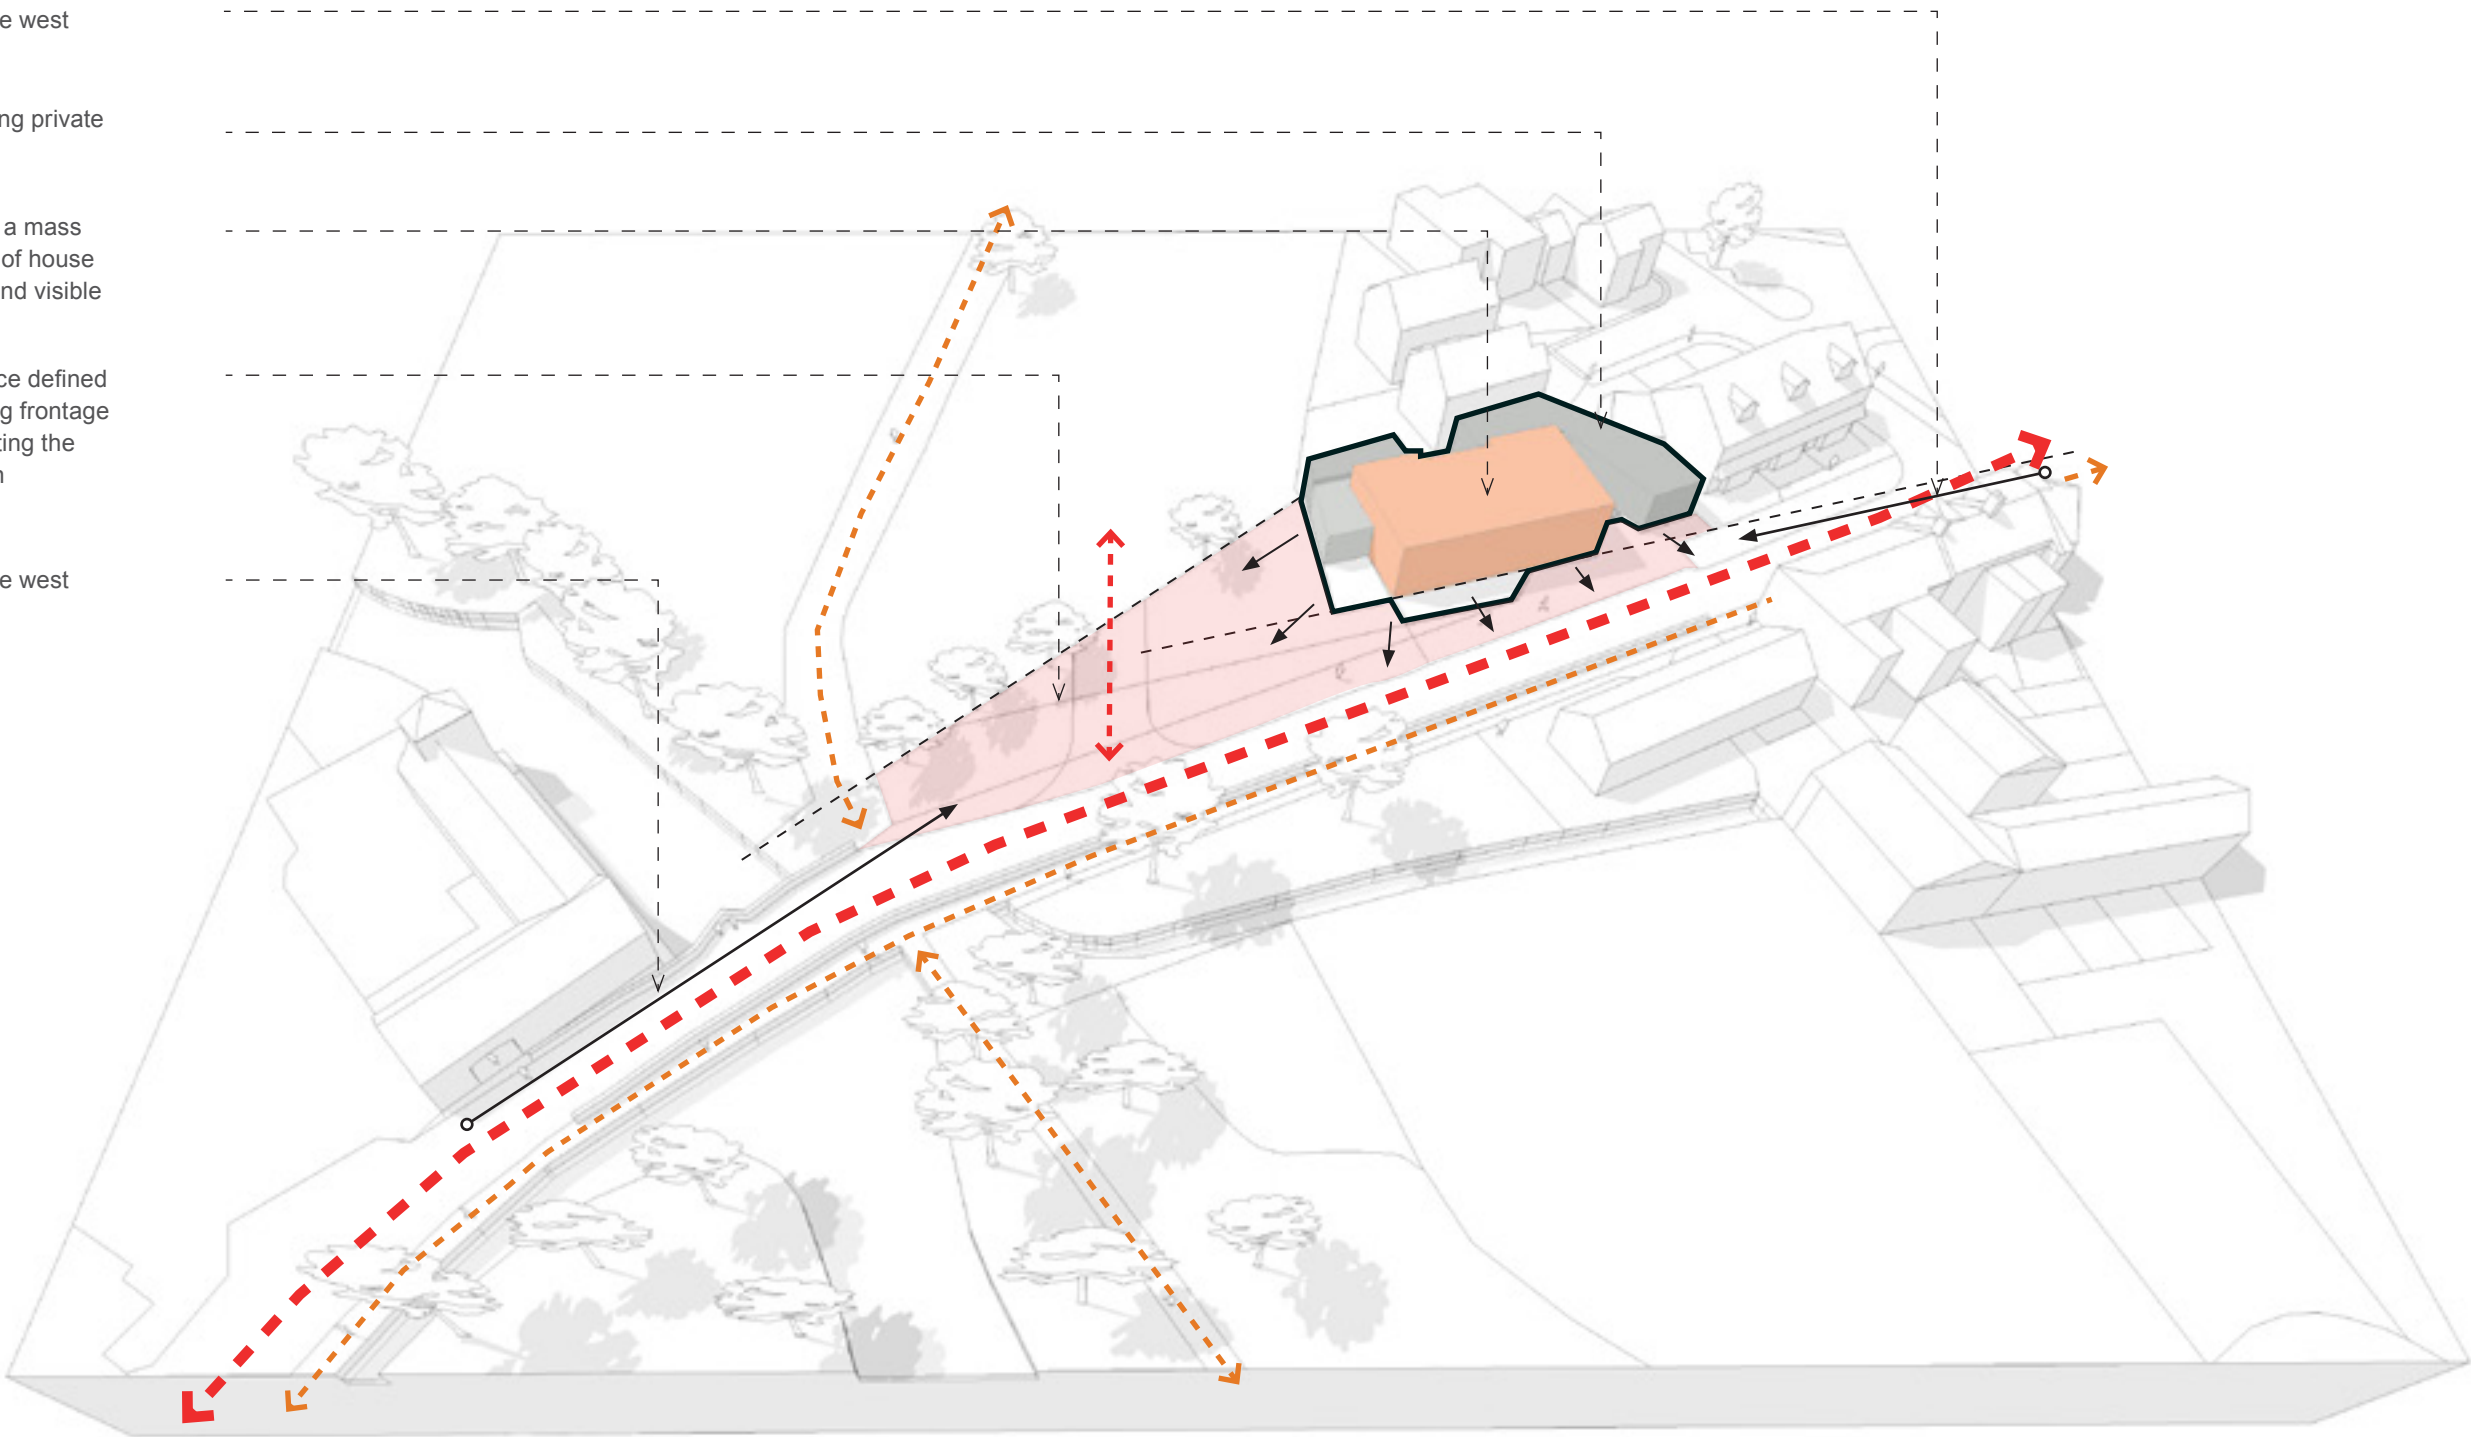 e west
ng private
a mass
of house
nd visible
ce defined
g frontage
ting the
n
e west